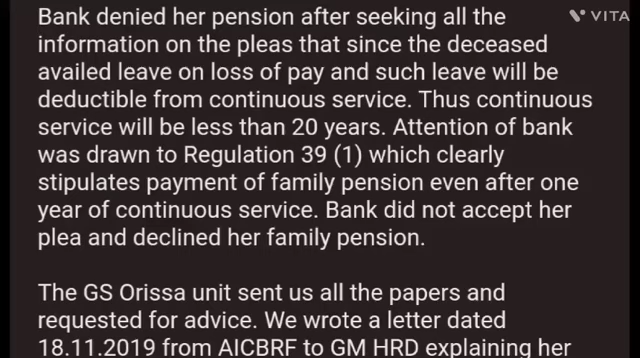 VITA
Bank denied her pension after seeking all the
information on the pleas that since the deceased
availed leave on loss of pay and such leave will be
deductible from continuous service. Thus continuous
service will be less than 20 years. Attention of bank
was drawn to Regulation 39 (1) which clearly
stipulates payment of family pension even after one
year of continuous service. Bank did not accept her
plea and declined her family pension.
The GS Orissa unit sent us all the papers and
requested for advice. We wrote a letter dated
18.11.2019 from AICBRF to GM HRD explaining her